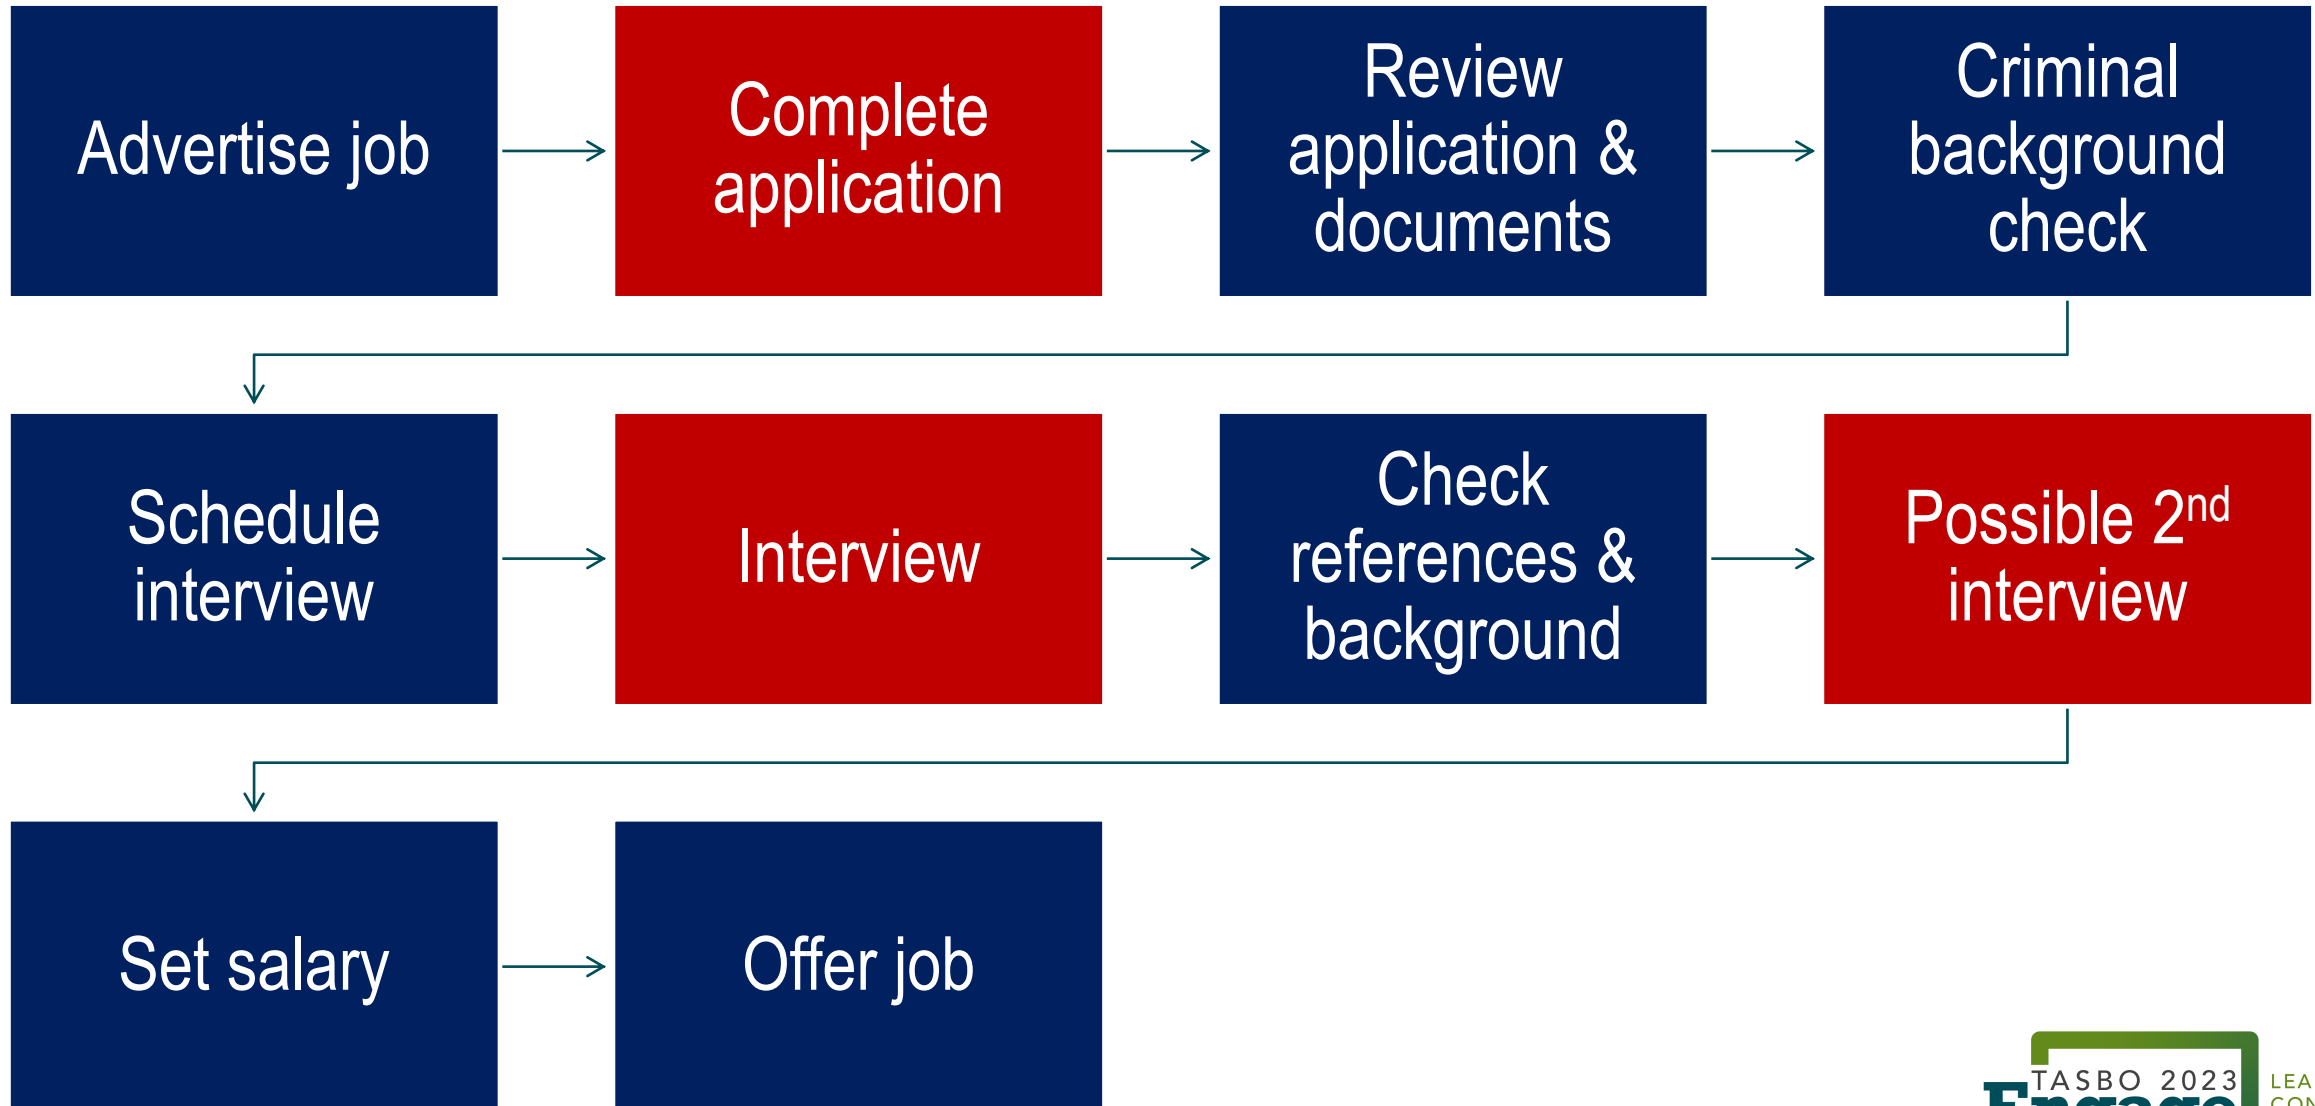 Advertise job
Complete
application
Review
application &
documents
Criminal
background
check
Schedule
interview
Interview
Check
references &
background
Possible 2nd
interview
Set salary
Offer job
TASBO 2023
Engage